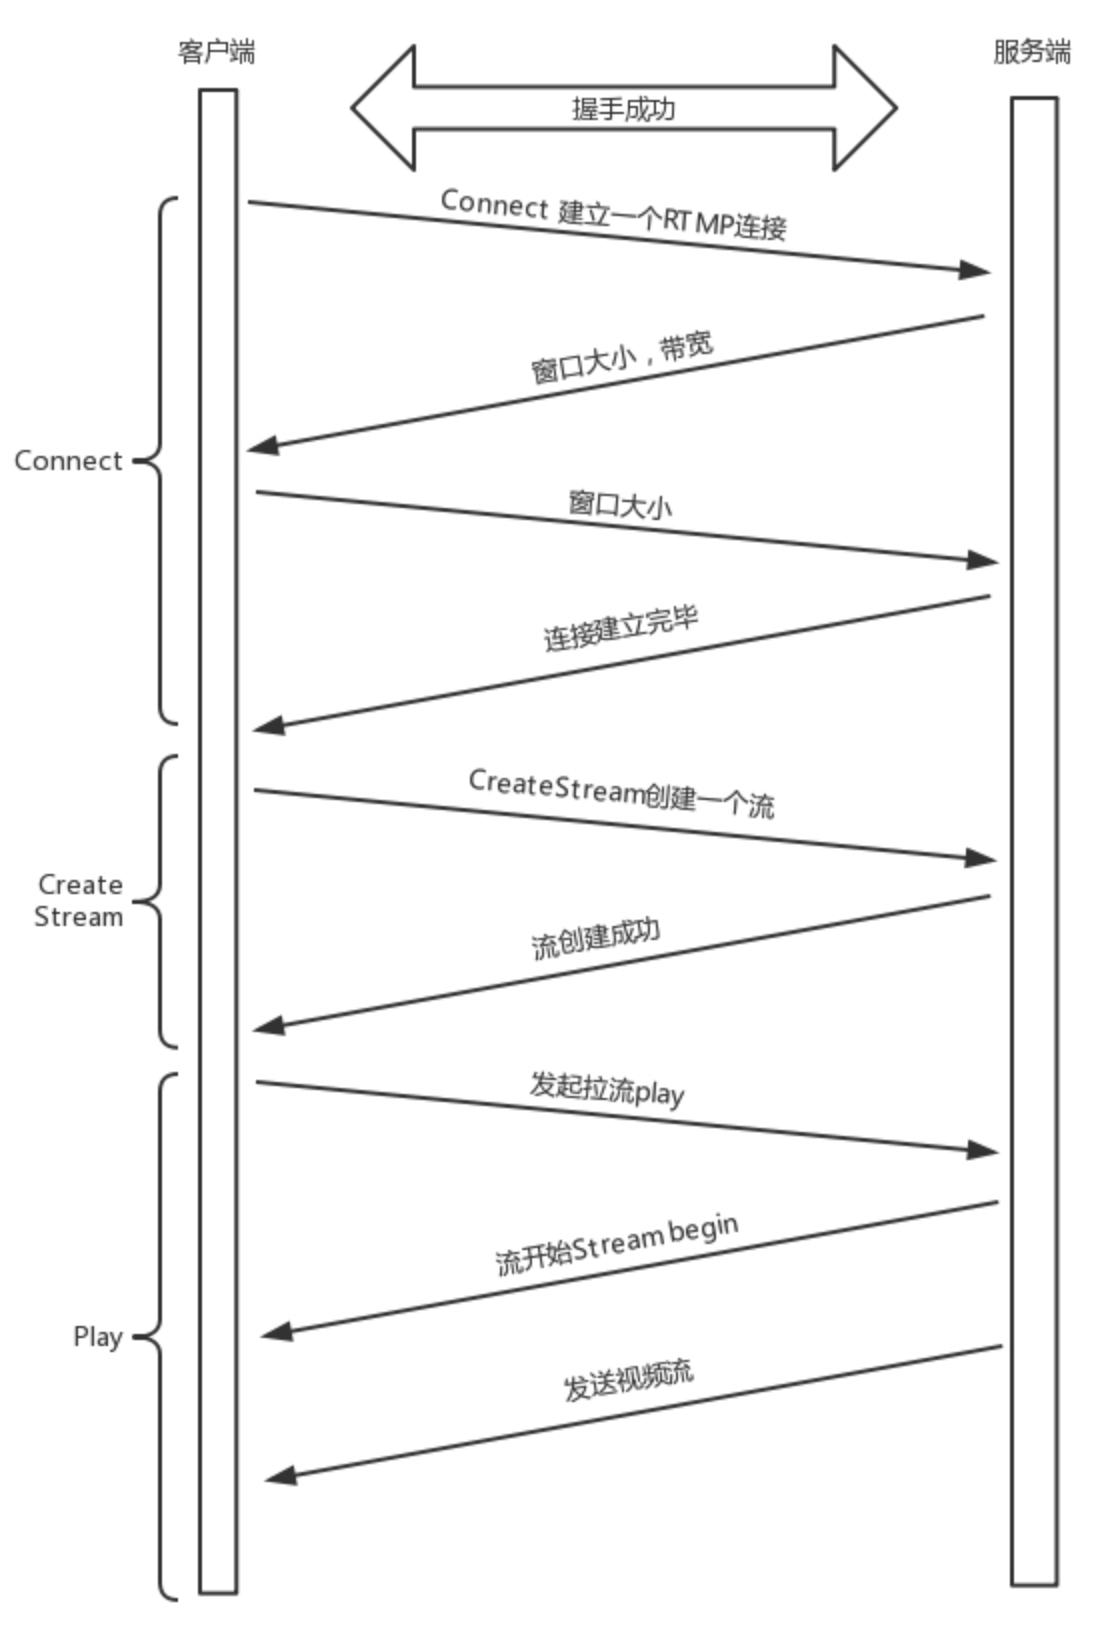 客户端
服务端
握手成功
Connect 建立一个RTMP连接
窗口大小，带宽
Connect
窗口大小
连接建立完毕
CreateStream创建一个流
Create
Stream
流创建成功
发起拉流play
流开始Stream begin
Play
发送视频流